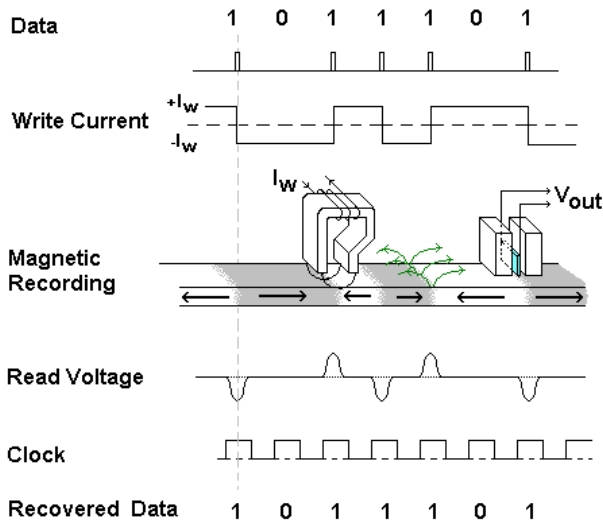 Data 1 0 1 1 1 0 1
+Iw
Write Current
-Iw
Iw
Vout
Magnetic
Recording
Read Voltage
Clock
Recovered Data 1 0 1 1 1 0 1